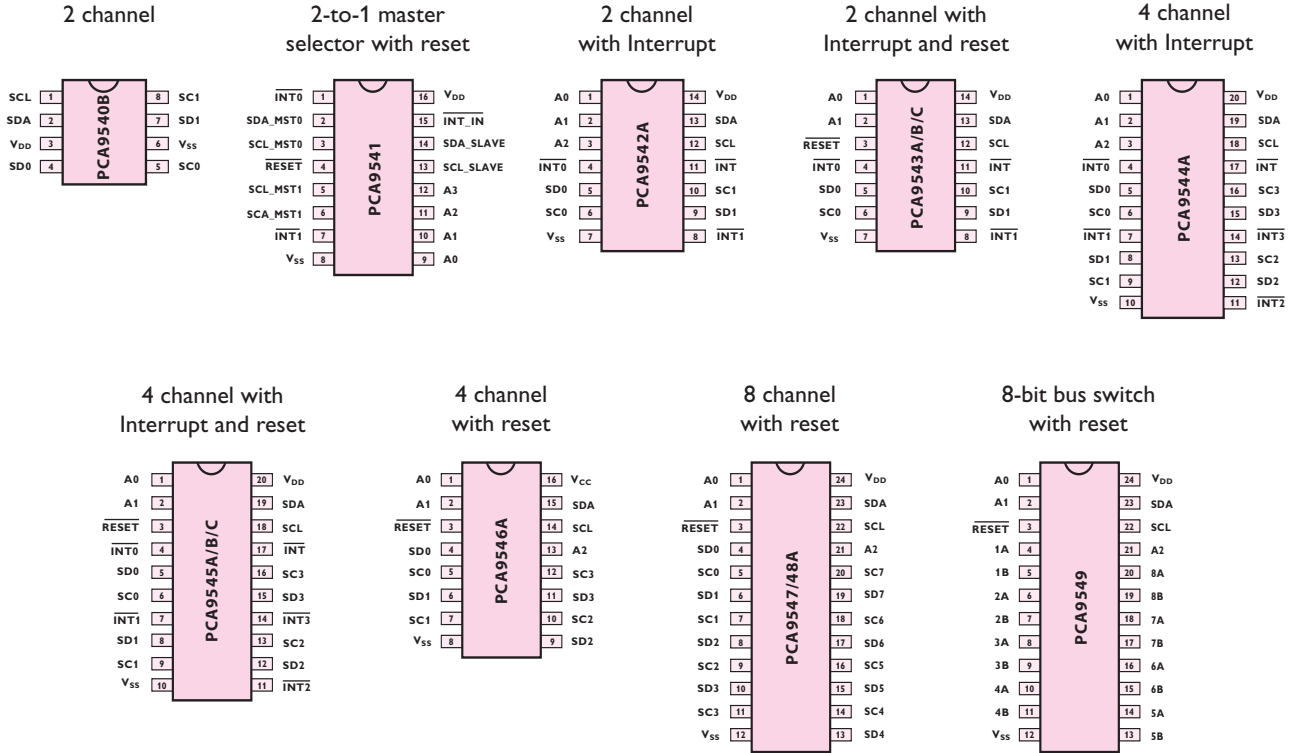 2 channel
2-to-1 master
selector with reset
2 channel
with Interrupt
2 channel with
Interrupt and reset
4 channel
with Interrupt
SCL 1 8 SC1
SDA 2 7 SD1
VDD 3 6 VSS
SD0 4 5 SC0
PCA9540B
INT0 1 16 VDD
SDA_MST0 2 15 INT_IN
SCL_MST0 3 14 SDA_SLAVE
RESET 4 13 SCL_SLAVE
SCL_MST1 5 12 A3
SCA_MST1 6 11 A2
INT1 7 10 A1
VSS 8 9 A0
PCA9541
A0 1 14 VDD
A1 2 13 SDA
A2 3 12 SCL
INT0 4 11 INT
SD0 5 10 SC1
SC0 6 9 SD1
VSS 7 8 INT1
PCA9542A
A0 1 14 VDD
A1 2 13 SDA
RESET 3 12 SCL
INT0 4 11 INT
SD0 5 10 SC1
SC0 6 9 SD1
VSS 7 8 INT1
PCA9543A/B/C
A0 1 20 VDD
A1 2 19 SDA
A2 3 18 SCL
INT0 4 17 INT
SD0 5 16 SC3
SC0 6 15 SD3
INT1 7 14 INT3
SD1 8 13 SC2
SC1 9 12 SD2
VSS 10 11 INT2
PCA9544A
4 channel with
Interrupt and reset
4 channel
with reset
8 channel
with reset
8-bit bus switch
with reset
A0 1 20 VDD
A1 2 19 SDA
RESET 3 18 SCL
INT0 4 17 INT
SD0 5 16 SC3
SC0 6 15 SD3
INT1 7 14 INT3
SD1 8 13 SC2
SC1 9 12 SD2
VSS 10 11 INT2
PCA9545A/B/C
A0 1 16 VCC
A1 2 15 SDA
RESET 3 14 SCL
SD0 4 13 A2
SC0 5 12 SC3
SD1 6 11 SD3
SC1 7 10 SC2
VSS 8 9 SD2
PCA9546A
A0 1 24 VDD
A1 2 23 SDA
RESET 3 22 SCL
SD0 4 21 A2
SC0 5 20 SC7
SD1 6 19 SD7
SC1 7 18 SC6
SD2 8 17 SD6
SC2 9 16 SC5
SD3 10 15 SD5
SC3 11 14 SC4
VSS 12 13 SD4
PCA9547/48A
A0 1 24 VDD
A1 2 23 SDA
RESET 3 22 SCL
1A 4 21 A2
1B 5 20 8A
2A 6 19 8B
2B 7 18 7A
3A 8 17 7B
3B 9 16 6A
4A 10 15 6B
4B 11 14 5A
VSS 12 13 5B
PCA9549